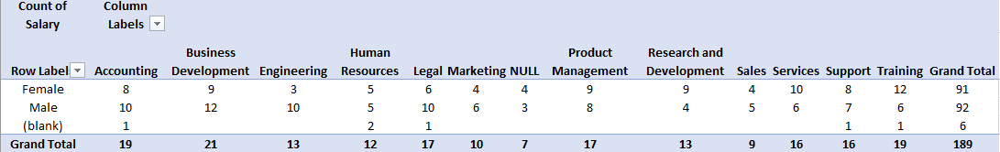 Count of Salary Column Labels
Business Human Product Research and
Row Label Accounting Development Engineering Resources Legal Marketing NULL Management Development Sales Services Support Training Grand Total
Female 8 9 3 5 6 4 4 9 9 4 10 8 12 91
Male 10 12 10 5 10 6 3 8 4 5 6 7 6 92
(blank) 1 2 1 1 1 6
Grand Total 19 21 13 12 17 10 7 17 13 9 16 16 19 189